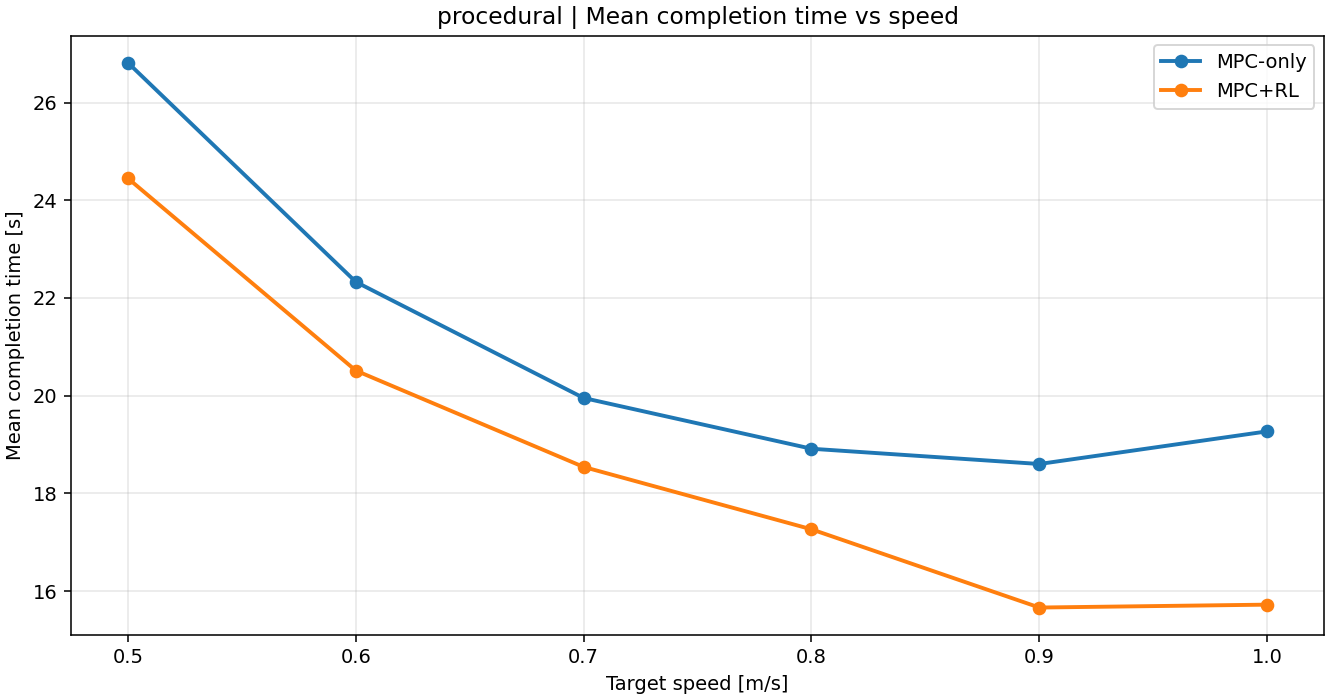 procedural | Mean completion time vs speed
MPC-only
MPC+RL
Mean completion time [s]
26
24
22
20
18
16
0.5 0.6 0.7 0.8 0.9 1.0
Target speed [m/s]